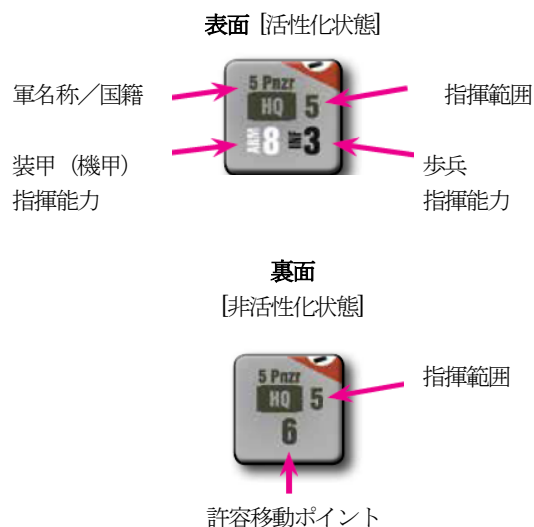 表面 [活性化状態]
軍名称／国籍
5 Pnzr
HQ 5
指揮範囲
ARM 8 INF 3
装甲（機甲）
指揮能力
歩兵
指揮能力
裏面
[非活性化状態]
5 Pnzr
HQ 5
6
指揮範囲
許容移動ポイント